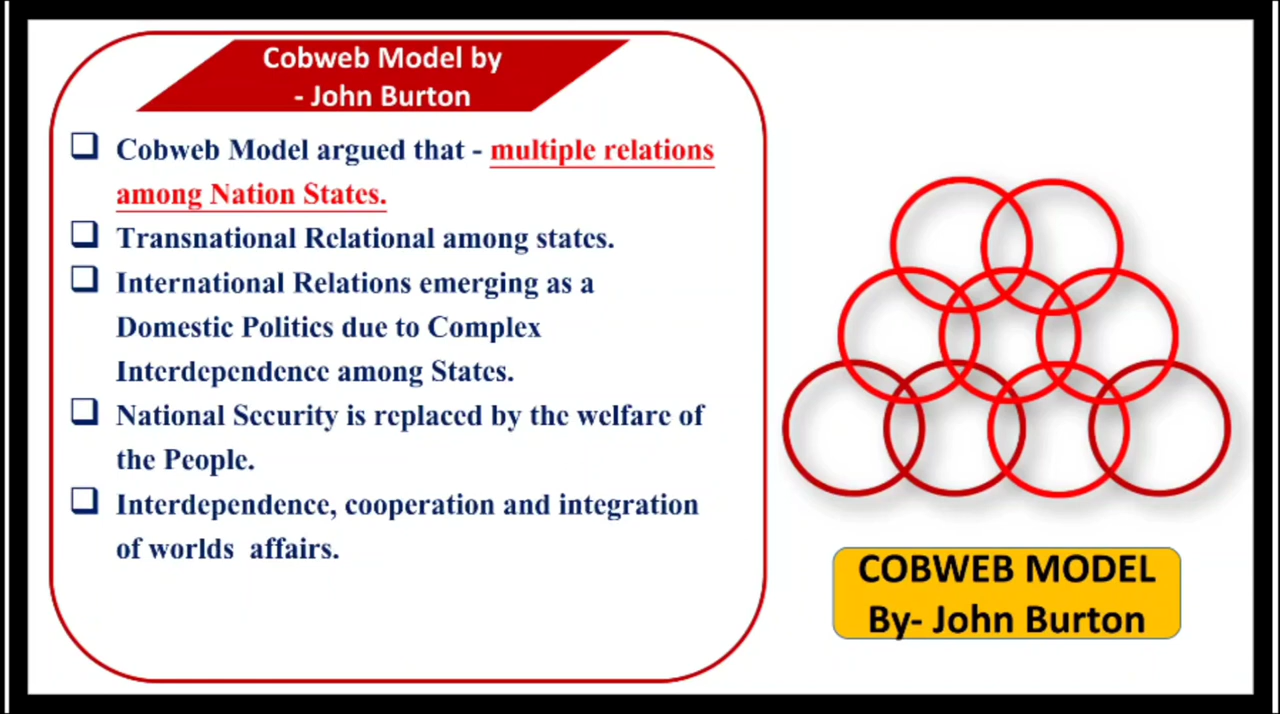 Cobweb Model by
- John Burton
❑ Cobweb Model argued that - multiple relations
among Nation States.
❑ Transnational Relational among states.
❑ International Relations emerging as a
Domestic Politics due to Complex
Interdependence among States.
❑ National Security is replaced by the welfare of
the People.
❑ Interdependence, cooperation and integration
of worlds  affairs.
COBWEB MODEL
By- John Burton